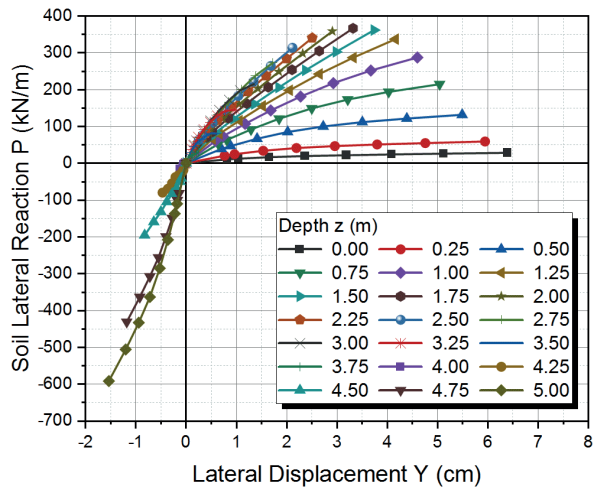 Soil Lateral Reaction P (kN/m)
400
300
200
100
0
-100
-200
-300
-400
-500
-600
-700
Depth z (m)
0.00 0.25 0.50
0.75 1.00 1.25
1.50 1.75 2.00
2.25 2.50 2.75
3.00 3.25 3.50
3.75 4.00 4.25
4.50 4.75 5.00
-2 -1 0 1 2 3 4 5 6 7 8
Lateral Displacement Y (cm)